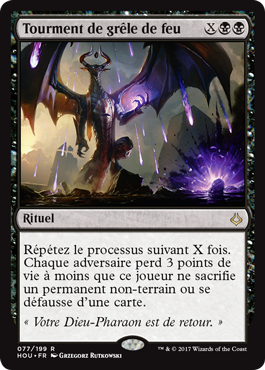 Tourment de grêle de feu X
Rituel
Répétez le processus suivant X fois.
Chaque adversaire perd 3 points de
vie à moins que ce joueur ne sacrifie
un permanent non-terrain ou se
défausse d'une carte.
« Votre Dieu-Pharaon est de retour. »
077/199 R
HOU • FR Grzegorz Rutkowski
™ & © 2017 Wizards of the Coast